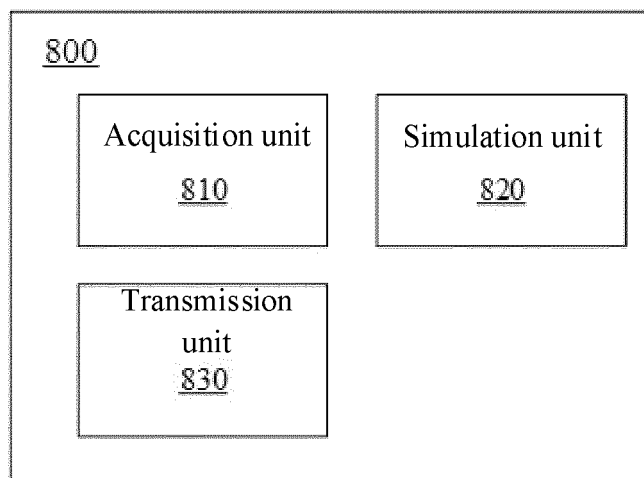 800
Acquisition unit
810
Simulation unit
820
Transmission
unit
830